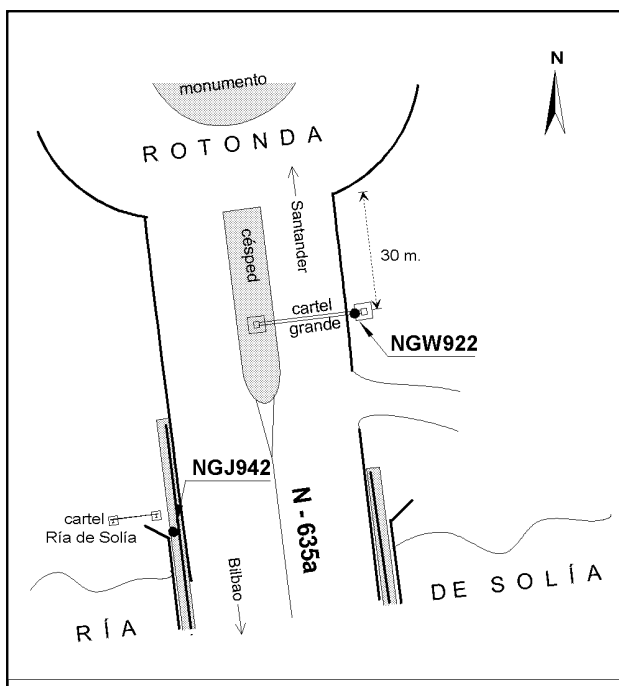 monumento
N
ROTONDA
Santander
césped
30 m.
cartel
grande
NGW922
NGJ942
N - 635a
cartel
Ría de Solía
Bilbao
RÍA
DE SOLÍA